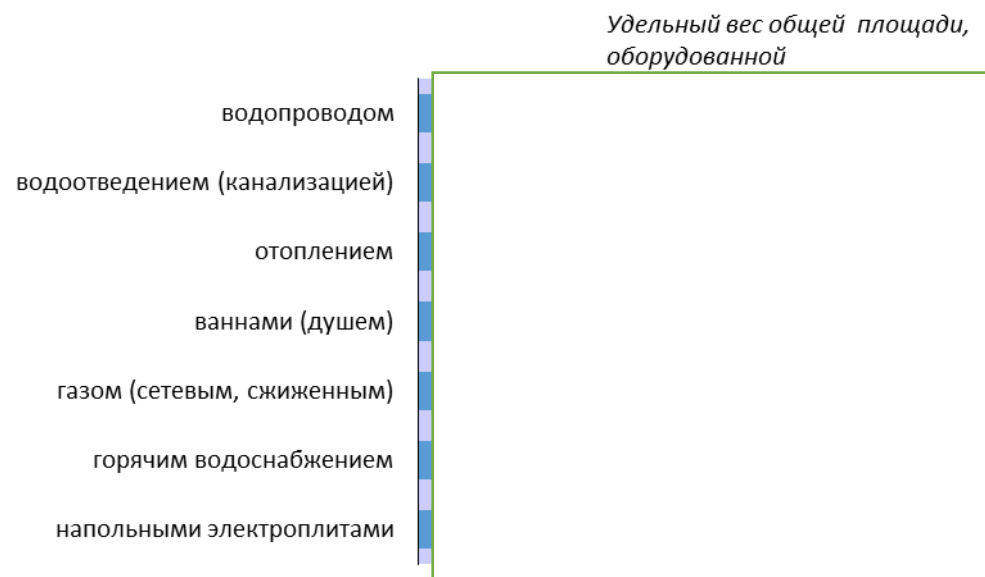 Удельный вес общей площади,
оборудованной
водопроводом
водоотведением (канализацией)
отоплением
ваннами (душем)
газом (сетевым, сжиженным)
горячим водоснабжением
напольными электроплитами